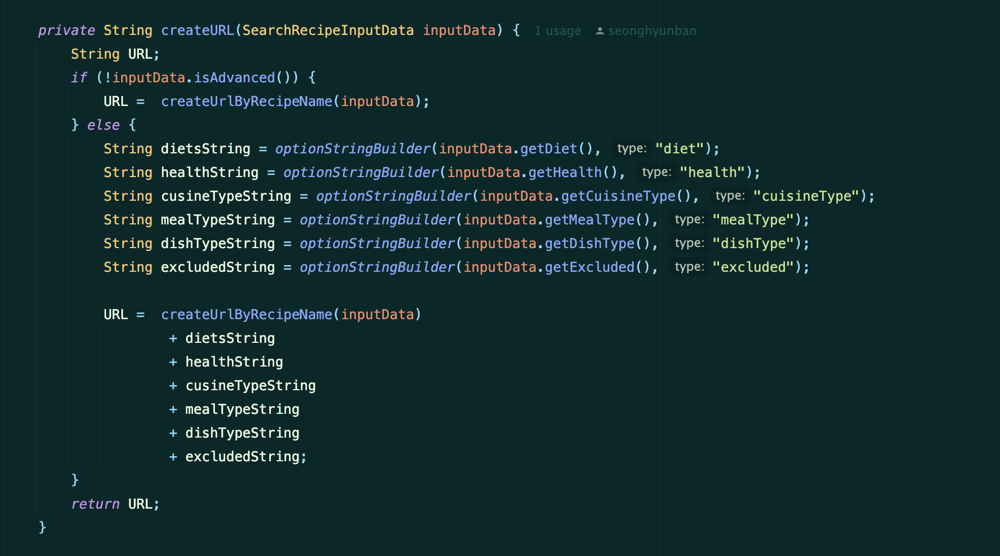 private String createURL(SearchRecipeInputData inputData) { 1 usage seonghyunban
String URL;
if (!inputData.isAdvanced()) {
URL =  createUrlByRecipeName(inputData);
} else {
String dietsString = optionStringBuilder(inputData.getDiet(), type: "diet");
String healthString = optionStringBuilder(inputData.getHealth(), type: "health");
String cusineTypeString = optionStringBuilder(inputData.getCuisineType(), type: "cuisineType");
String mealTypeString = optionStringBuilder(inputData.getMealType(), type: "mealType");
String dishTypeString = optionStringBuilder(inputData.getDishType(), type: "dishType");
String excludedString = optionStringBuilder(inputData.getExcluded(), type: "excluded");
URL =  createUrlByRecipeName(inputData)
+ dietsString
+ healthString
+ cusineTypeString
+ mealTypeString
+ dishTypeString
+ excludedString;
}
return URL;
}